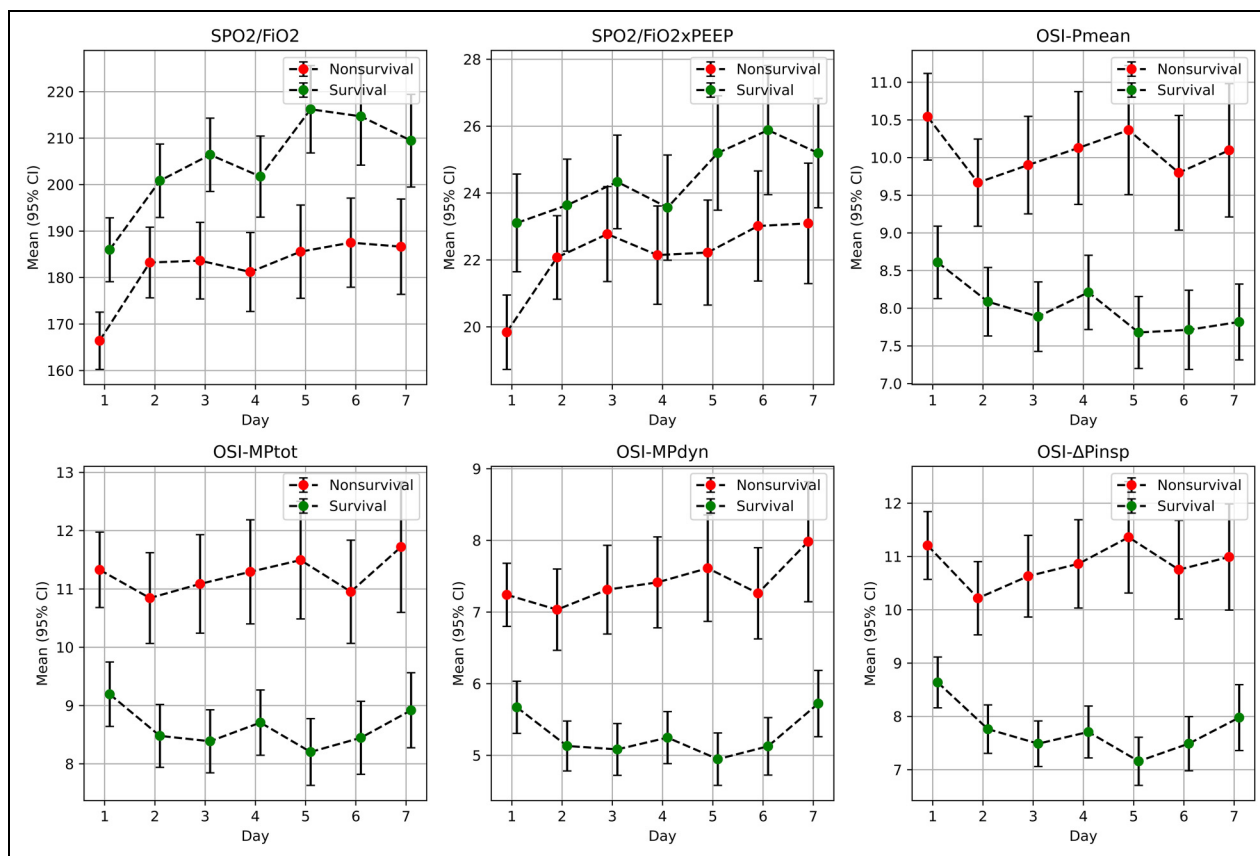 SPO2/FiO2
Nonsurvival
Survival
Mean (95% CI)
220
210
200
190
180
170
160
1 2 3 4 5 6 7
Day
SPO2/FiO2xPEEP
Nonsurvival
Survival
Mean (95% CI)
28
26
24
22
20
1 2 3 4 5 6 7
Day
OSI-Pmean
Nonsurvival
Survival
Mean (95% CI)
11.0
10.5
10.0
9.5
9.0
8.5
8.0
7.5
7.0
1 2 3 4 5 6 7
Day
OSI-MPtot
Nonsurvival
Survival
Mean (95% CI)
13
12
11
10
9
8
1 2 3 4 5 6 7
Day
OSI-MPdyn
Nonsurvival
Survival
Mean (95% CI)
9
8
7
6
5
1 2 3 4 5 6 7
Day
OSI-ΔPinsp
Nonsurvival
Survival
Mean (95% CI)
12
11
10
9
8
7
1 2 3 4 5 6 7
Day